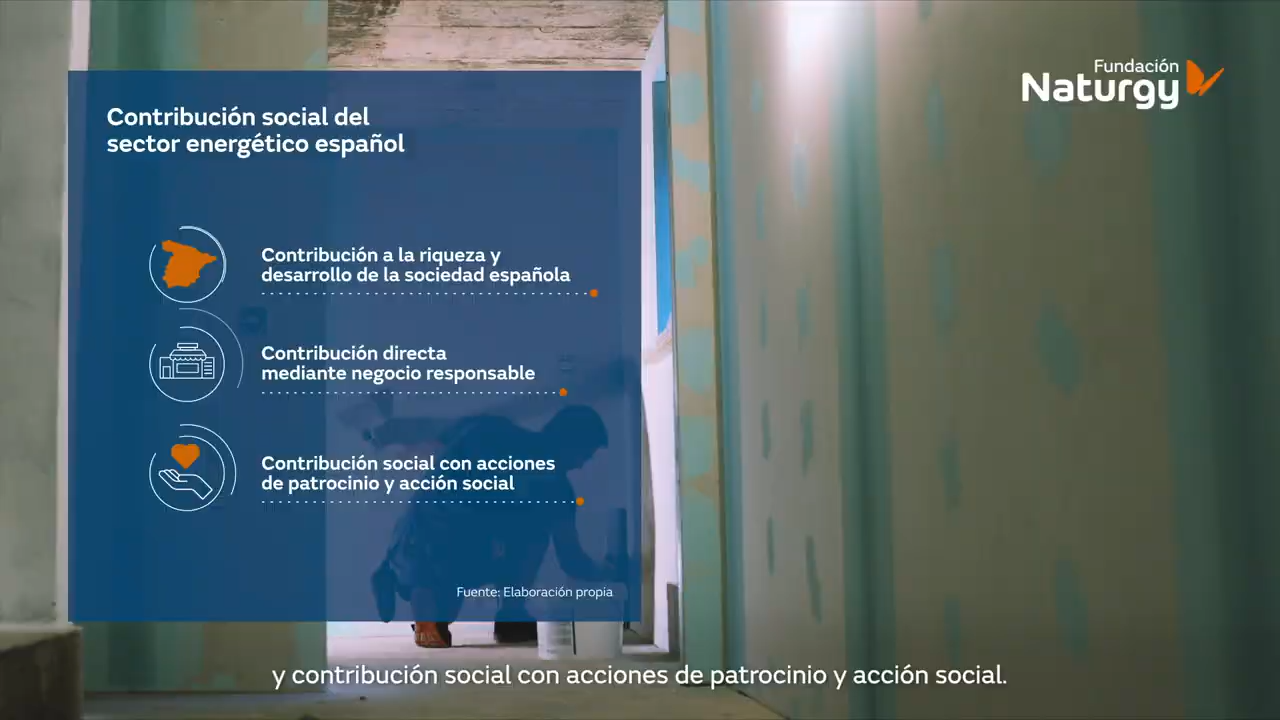 Fundación
Naturgy
Contribución social del
sector energético español
Contribución a la riqueza y
desarrollo de la sociedad española
Contribución directa
mediante negocio responsable
Contribución social con acciones
de patrocinio y acción social
Fuente: Elaboración propia
y contribución social con acciones de patrocinio y acción social.